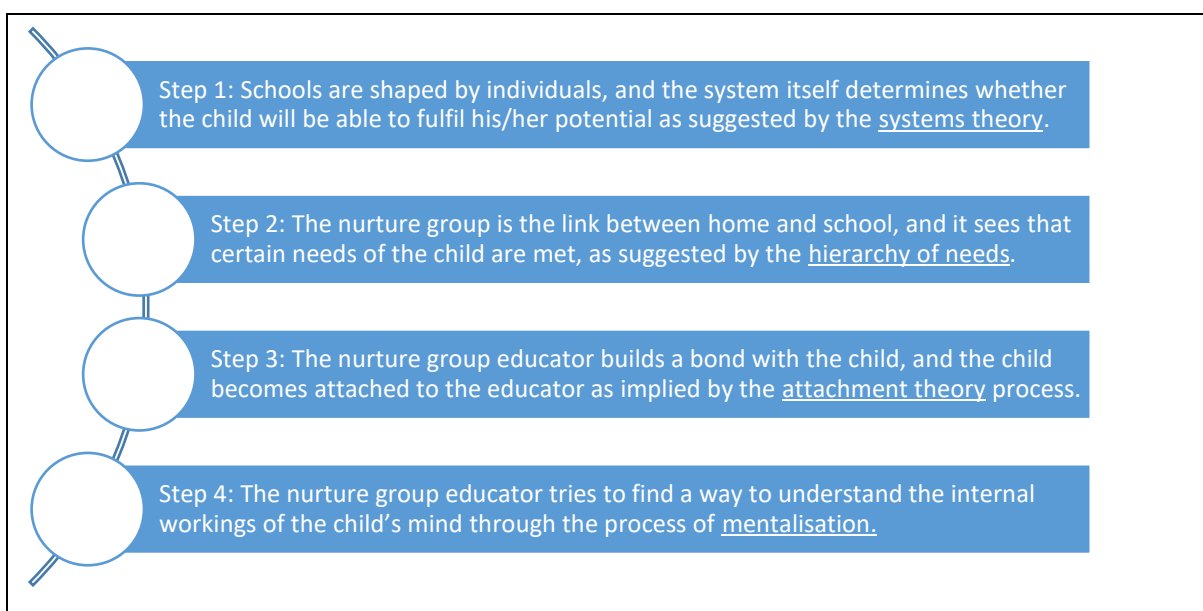 Step 1: Schools are shaped by individuals, and the system itself determines whether
the child will be able to fulfil his/her potential as suggested by the systems theory.
Step 2: The nurture group is the link between home and school, and it sees that
certain needs of the child are met, as suggested by the hierarchy of needs.
Step 3: The nurture group educator builds a bond with the child, and the child
becomes attached to the educator as implied by the attachment theory process.
Step 4: The nurture group educator tries to find a way to understand the internal
workings of the child’s mind through the process of mentalisation.